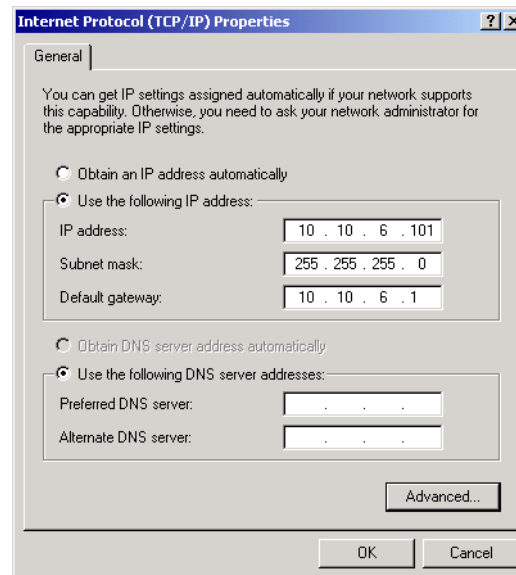 Internet Protocol (TCP/IP) Properties
General
You can get IP settings assigned automatically if your network supports
this capability. Otherwise, you need to ask your network administrator for
the appropriate IP settings.
Obtain an IP address automatically
Use the following IP address:
IP address: 10 . 10 . 6 . 101
Subnet mask: 255 . 255 . 255 . 0
Default gateway: 10 . 10 . 6 . 1
Obtain DNS server address automatically
Use the following DNS server addresses:
Preferred DNS server: . . .
Alternate DNS server: . . .
Advanced...
OK Cancel